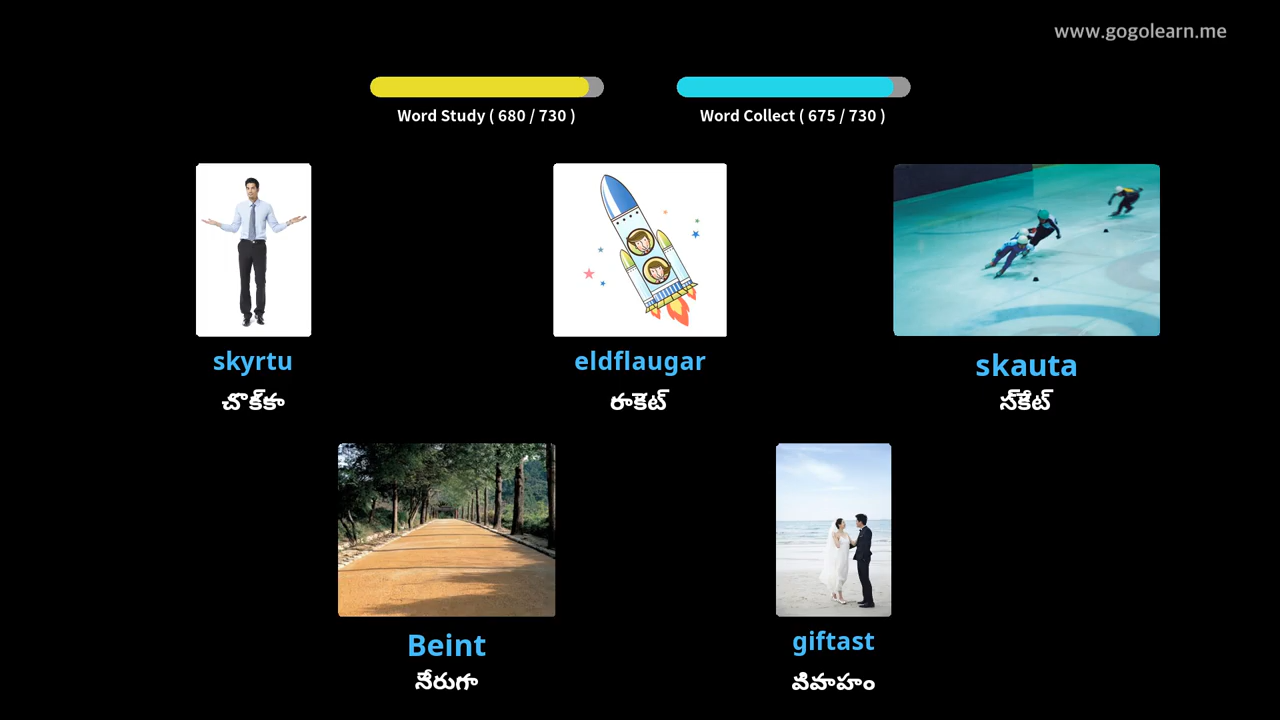 www.gogolearn.me
Word Study ( 680 / 730 )
Word Collect ( 675 / 730 )
skyrtu
చొక్కా
eldflaugar
రాకెట్
skauta
స్కేట్
Beint
నేరుగా
giftast
వివాహం